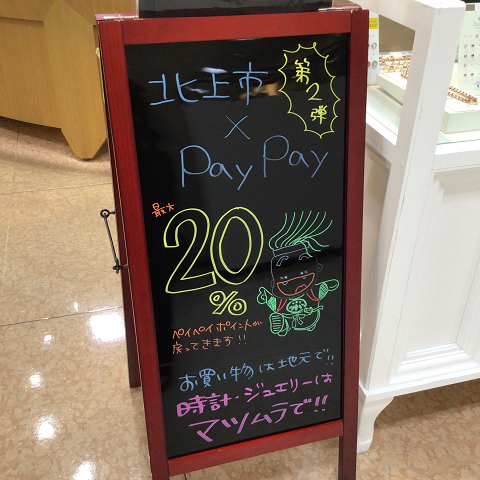 北上市
第2弾
×
PayPay
最大
20
%
ペイペイポイントが
戻ってきます!!
お買い物は地元で!!
時計・ジュエリーは
マツムラで!!